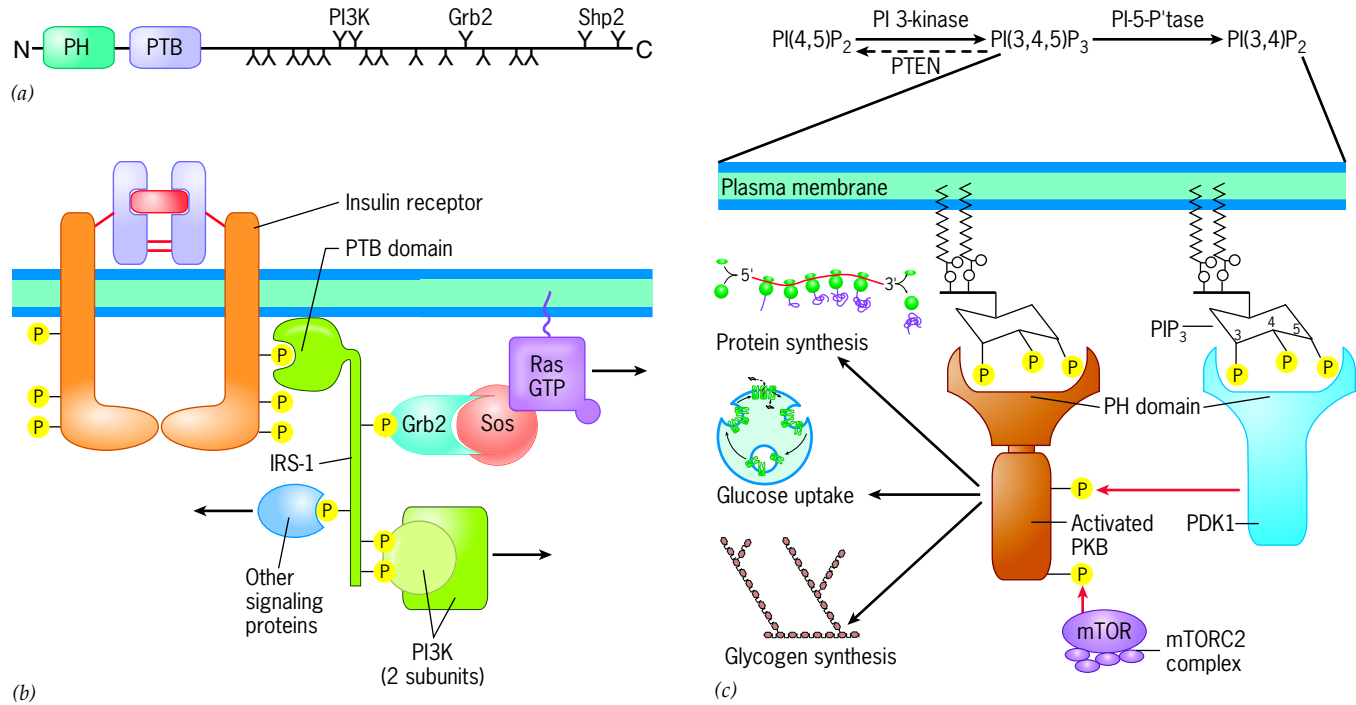 N
PH
PTB
PI3K
Grb2
Shp2
C
(a)
Insulin receptor
PTB domain
P
P
P
P
P
P
Ras
GTP
P
Grb2
Sos
IRS-1
P
P
P
Other
signaling
proteins
PI3K
(2 subunits)
(b)
PI(4,5)P2
PI 3-kinase
PTEN
PI(3,4,5)P3
PI-5-P'tase
PI(3,4)P2
Plasma membrane
5'
3'
Protein synthesis
Glucose uptake
Glycogen synthesis
P
P
P
PIP3
3
4
5
P
P
P
PH domain
P
Activated
PKB
PDK1
P
mTOR
mTORC2
complex
(c)